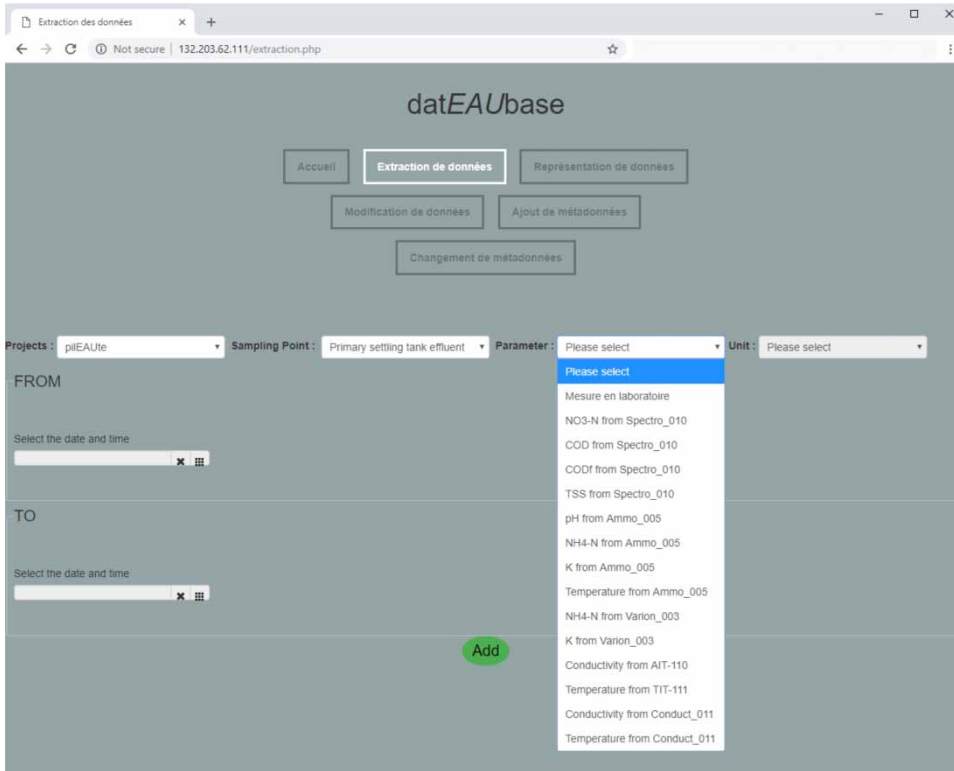 Extraction des données
Not secure | 132.203.62.111/extraction.php
datEAUbase
Accueil Extraction de données Représentation de données
Modification de données Ajout de métadonnées
Changement de métadonnées
Projects : pilEAUte Sampling Point : Primary settling tank effluent Parameter : Please select Unit : Please select
Please select
Mesure en laboratoire
NO3-N from Spectro_010
COD from Spectro_010
CODf from Spectro_010
TSS from Spectro_010
pH from Ammo_005
NH4-N from Ammo_005
K from Ammo_005
Temperature from Ammo_005
NH4-N from Varion_003
K from Varion_003
Conductivity from AIT-110
Temperature from TIT-111
Conductivity from Conduct_011
Temperature from Conduct_011
FROM
Select the date and time
TO
Select the date and time
Add